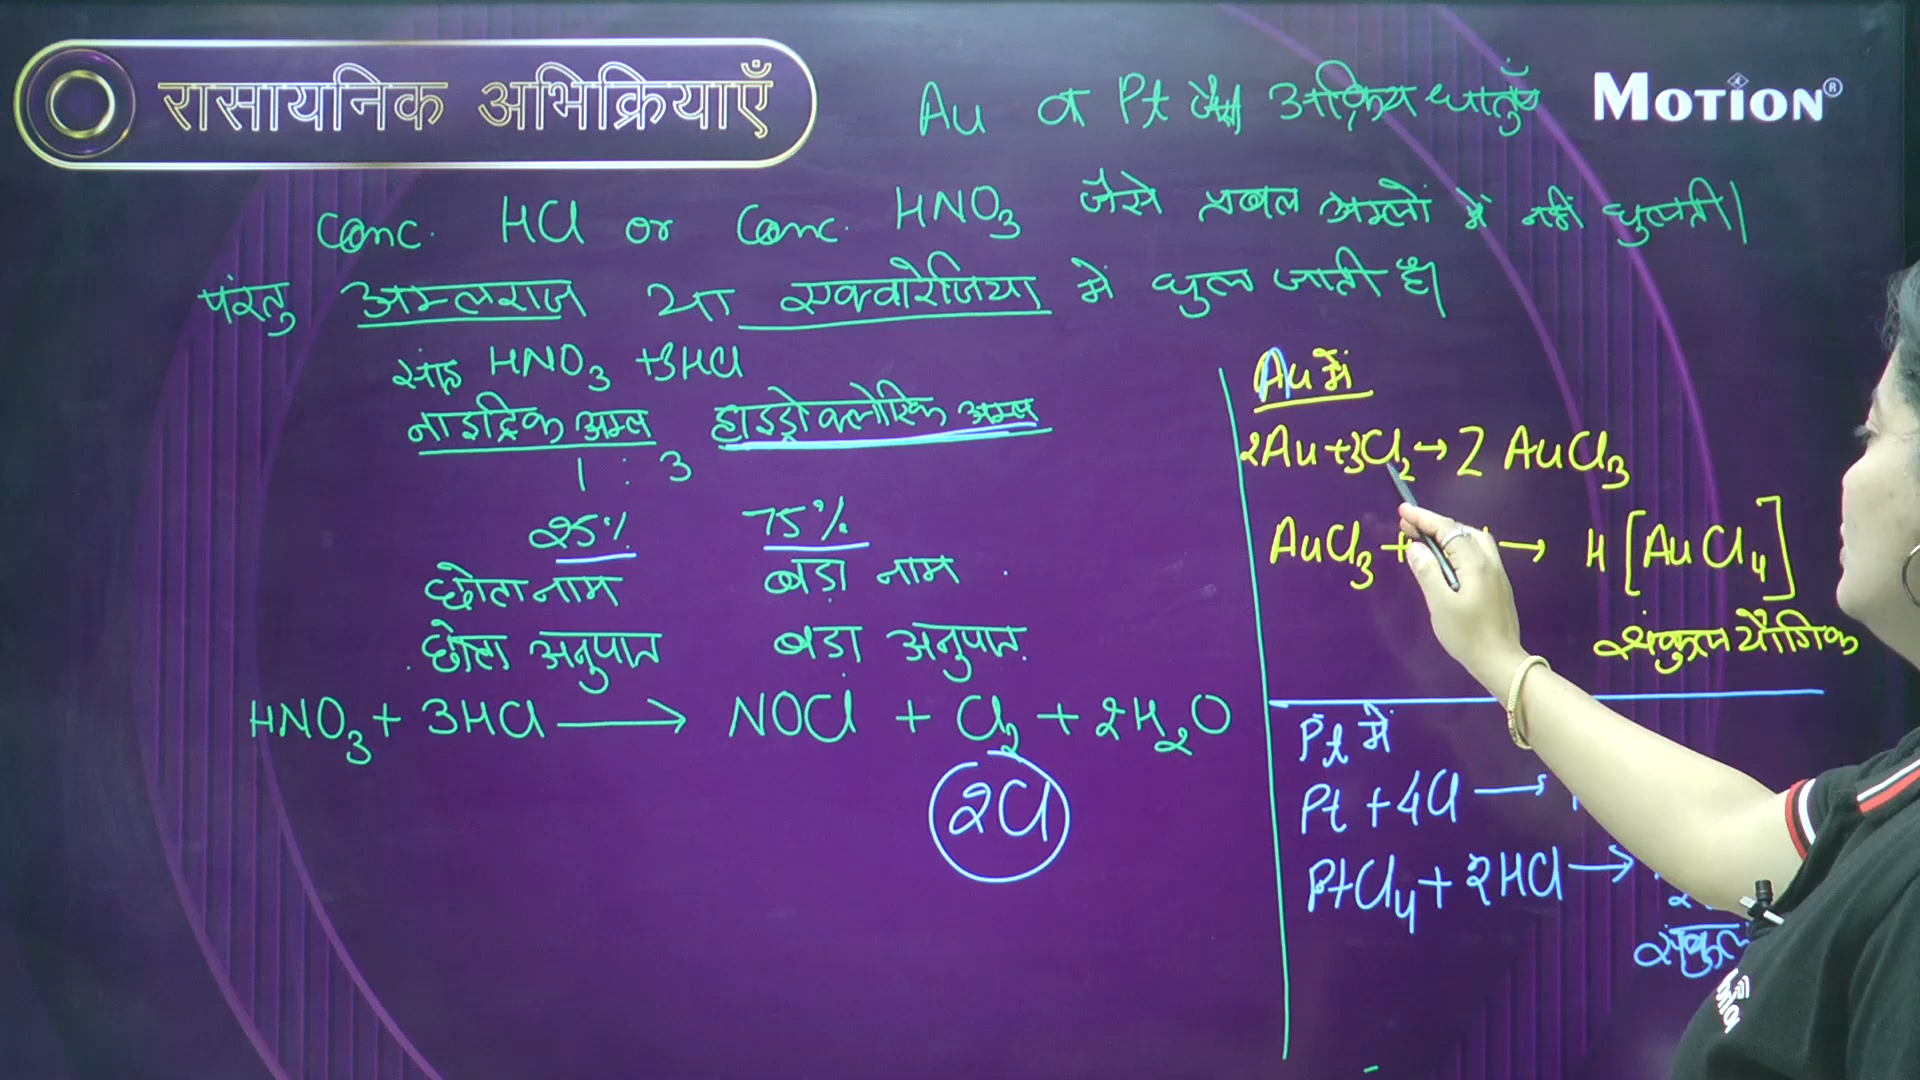 रासायनिक अभिक्रियाएँ
MOTION®
Au व Pt जैसी अक्रिय धातुएँ
Conc. HCl or Conc. HNO3 जैसे प्रबल अम्लों में नहीं घुलती।
परंतु अम्लराज या एक्वारेजिया में घुल जाती है।
सांद्र HNO3 + 3HCl
नाइट्रिक अम्ल हाइड्रोक्लोरिक अम्ल
1 : 3
25% 75%
छोटा नाम बड़ा नाम
छोटा अनुपात बड़ा अनुपात
HNO3 + 3HCl → NOCl + Cl2 + 2H2O
2Cl
Au में
2Au + 3Cl2 → 2 AuCl3
AuCl3 + → H [AuCl4]
संकुल यौगिक
Pt में
Pt + 4Cl →
PtCl4 + 2HCl →
संकुल